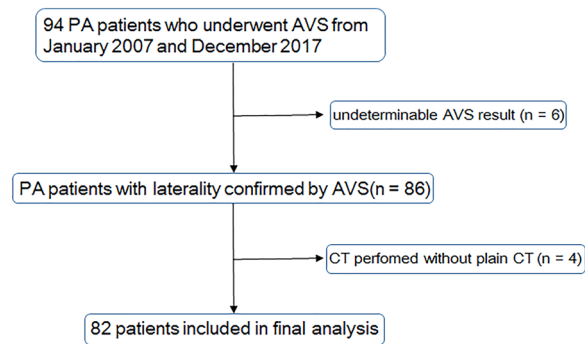 94 PA patients who underwent AVS from
January 2007 and December 2017
undeterminable AVS result (n = 6)
PA patients with laterality confirmed by AVS(n = 86)
CT perfomed without plain CT (n = 4)
82 patients included in final analysis